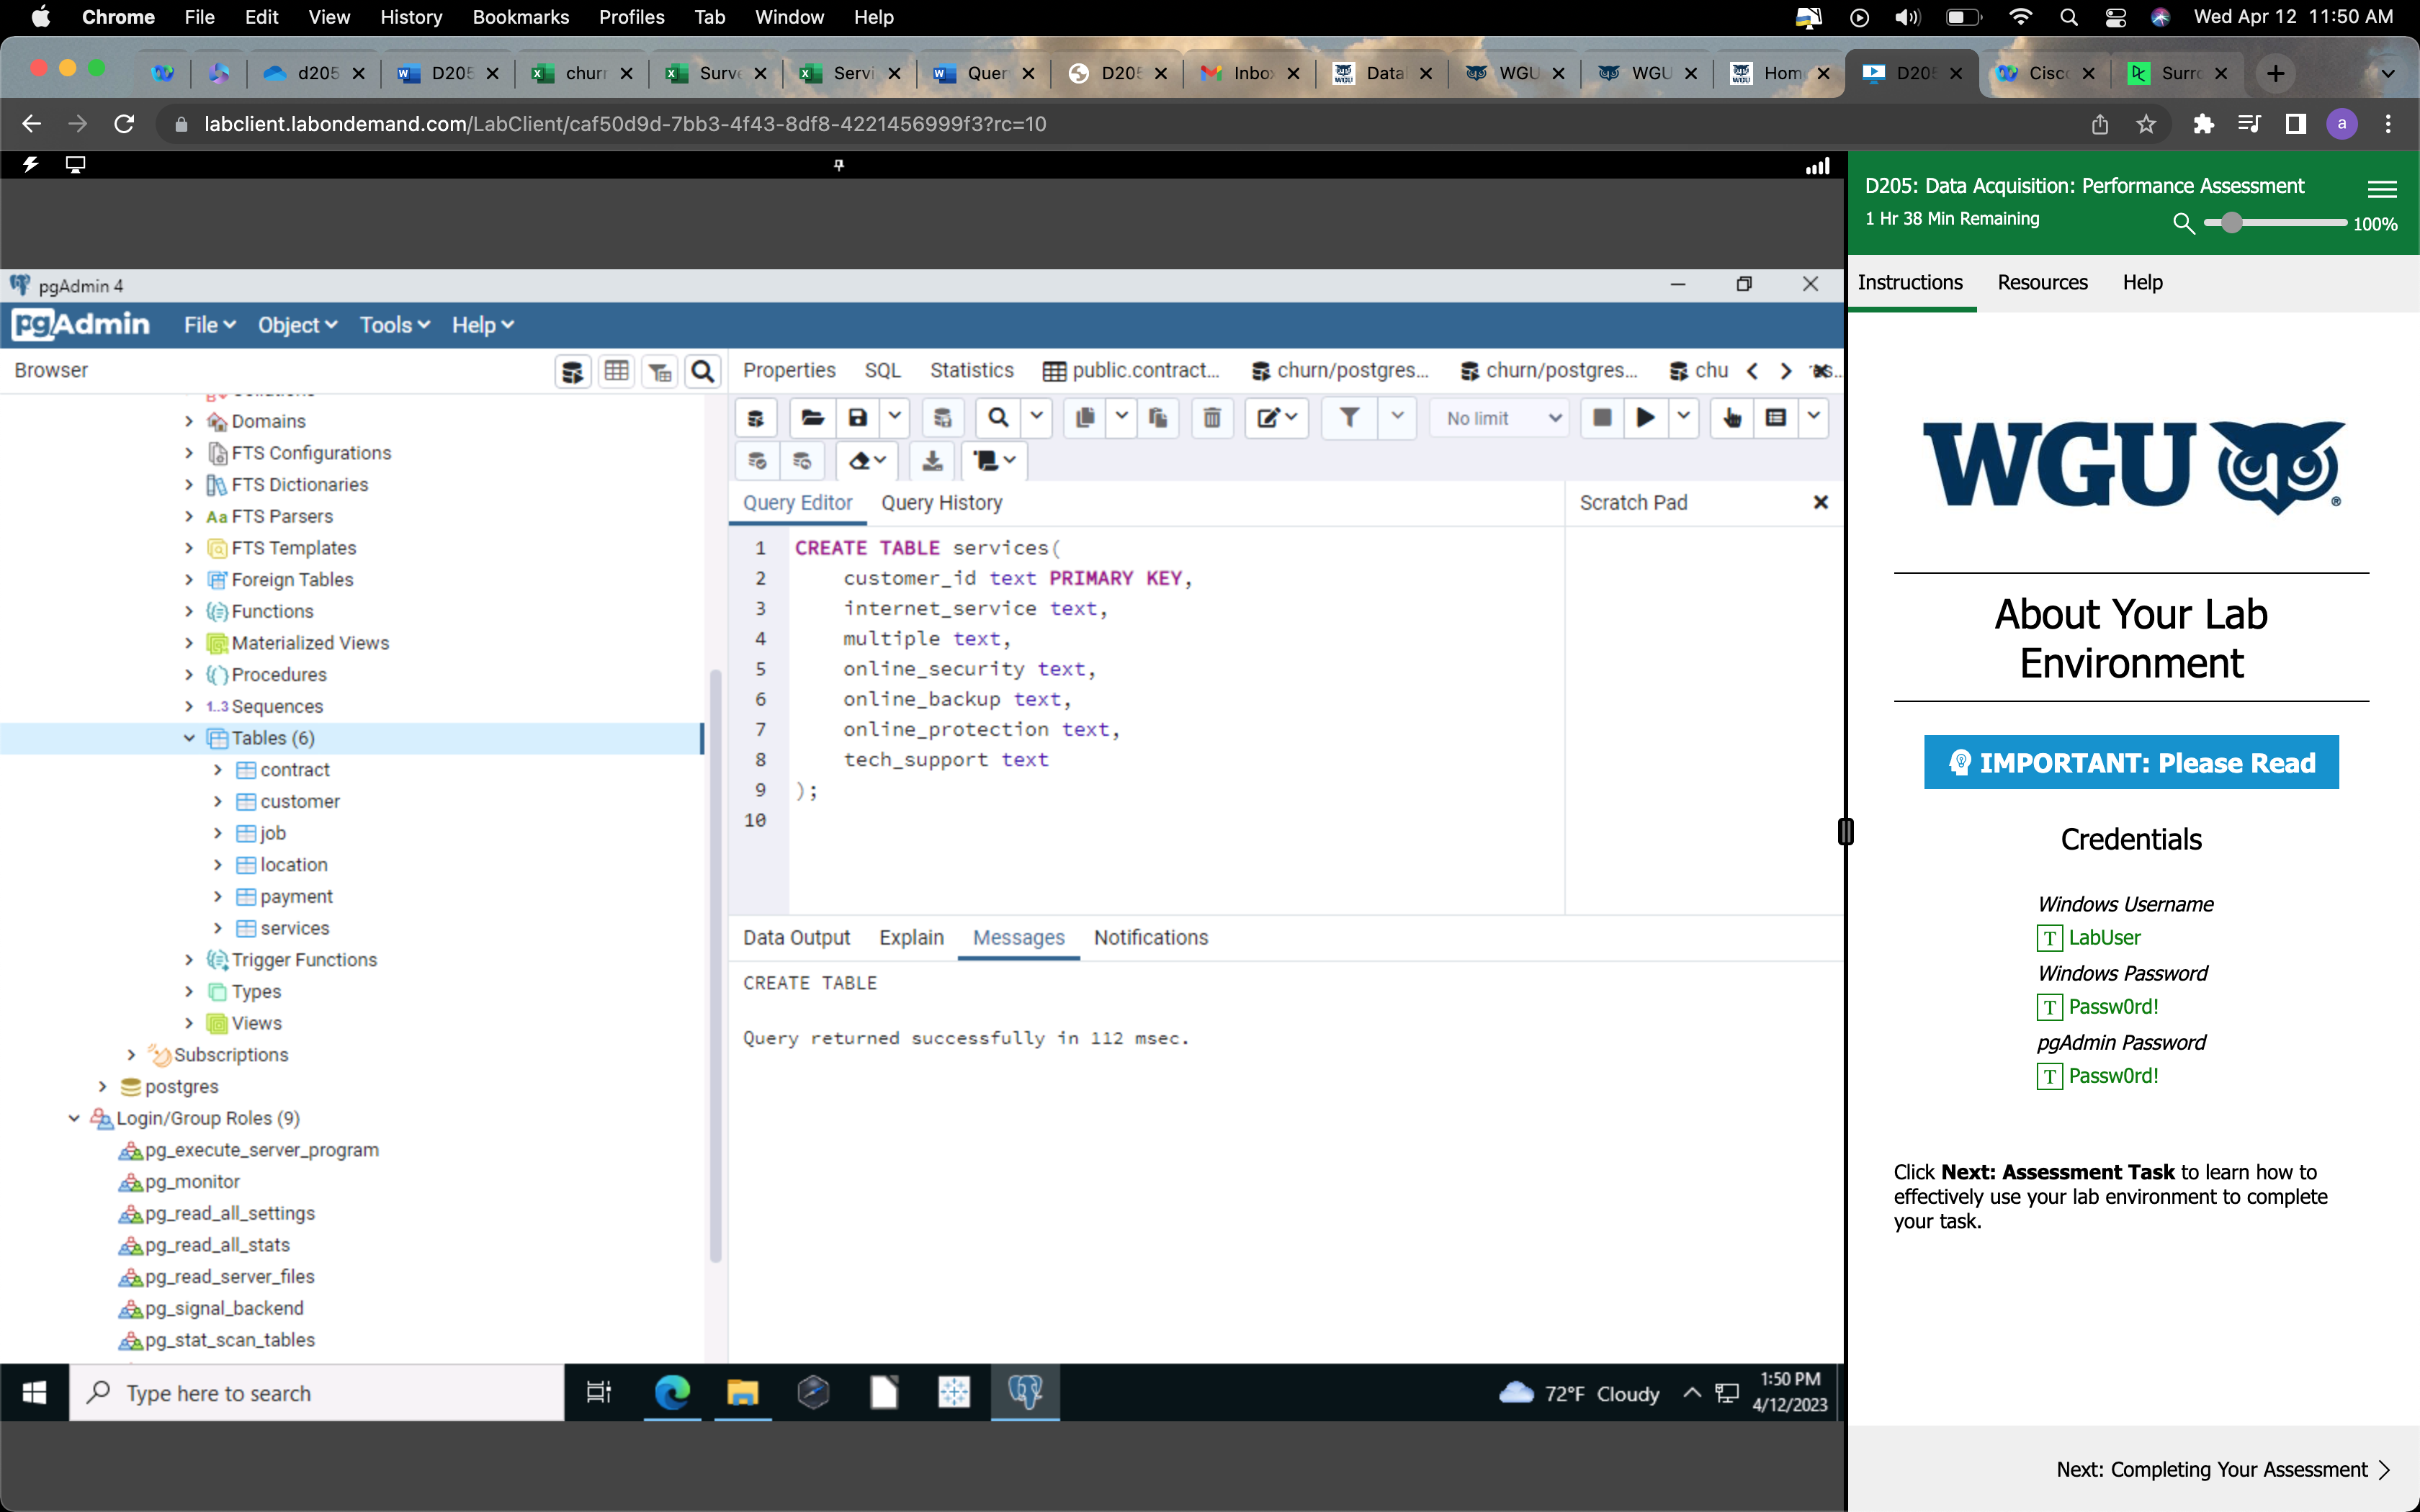 Chrome File Edit View History Bookmarks Profiles Tab Window Help Wed Apr 12 11:50 AM
d205 D205 churn Surve Servi Quer D205 Inbox Data WGU WGU Hom D205 Cisco Surro
labclient.labondemand.com/LabClient/caf50d9d-7bb3-4f43-8df8-4221456999f3?rc=10 a
D205: Data Acquisition: Performance Assessment
1 Hr 38 Min Remaining 100%
Instructions Resources Help
pgAdmin 4
pgAdmin File Object Tools Help
Browser
Properties SQL Statistics public.contract... churn/postgres... churn/postgres... chu
No limit
Query Editor Query History Scratch Pad
Domains
FTS Configurations
FTS Dictionaries
Aa FTS Parsers
FTS Templates
Foreign Tables
Functions
Materialized Views
Procedures
1..3 Sequences
Tables (6)
contract
customer
job
location
payment
services
Trigger Functions
Types
Views
Subscriptions
postgres
Login/Group Roles (9)
pg_execute_server_program
pg_monitor
pg_read_all_settings
pg_read_all_stats
pg_read_server_files
pg_signal_backend
pg_stat_scan_tables
1 CREATE TABLE services(
2 customer_id text PRIMARY KEY,
3 internet_service text,
4 multiple text,
5 online_security text,
6 online_backup text,
7 online_protection text,
8 tech_support text
9 );
10
Data Output Explain Messages Notifications
CREATE TABLE
Query returned successfully in 112 msec.
Type here to search
72°F Cloudy
1:50 PM
4/12/2023
WGU
About Your Lab
Environment
IMPORTANT: Please Read
Credentials
Windows Username
T LabUser
Windows Password
T Passw0rd!
pgAdmin Password
T Passw0rd!
Click Next: Assessment Task to learn how to
effectively use your lab environment to complete
your task.
Next: Completing Your Assessment